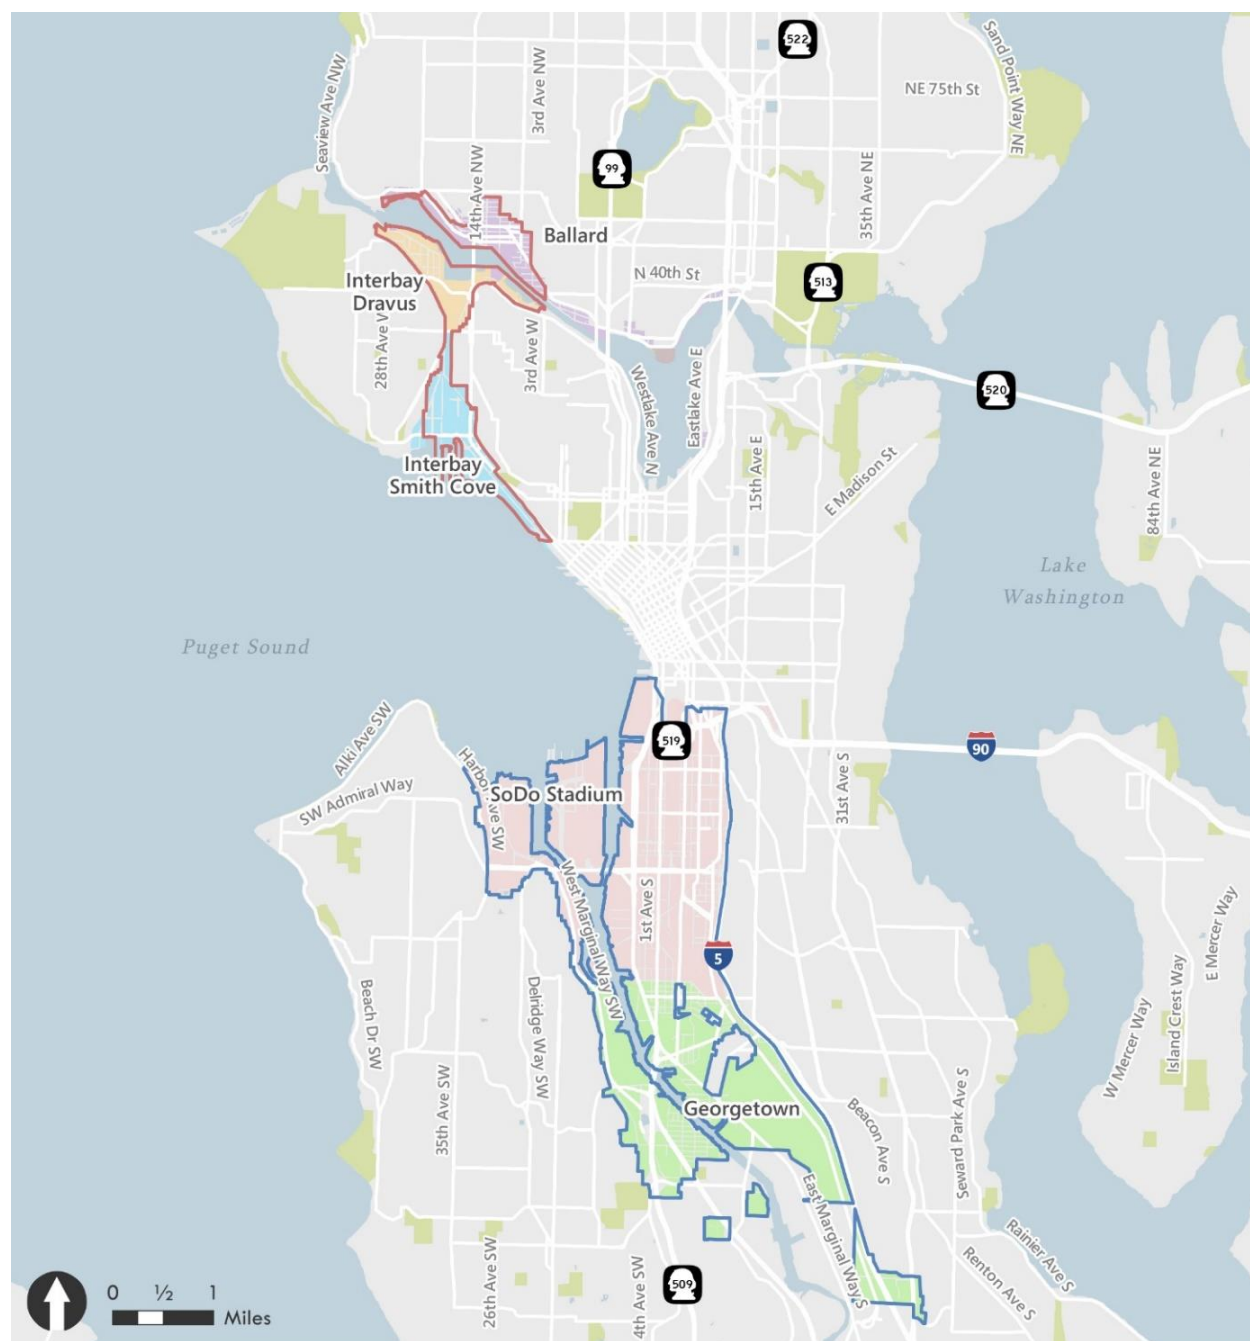 522
Sand Point Way NE
3rd Ave NW
Seaview Ave NW
NE 75th St
99
14th Ave NW
35th Ave NE
Ballard
N 40th St
513
Interbay
Dravus
28th Ave W
3rd Ave W
Westlake Ave N
Eastlake Ave E
520
15th Ave E
E Madison St
84th Ave NE
Interbay
Smith Cove
Lake
Washington
Puget Sound
Alki Ave SW
Harbor Ave SW
519
90
SW Admiral Way
SoDo Stadium
31st Ave S
West Marginal Way SW
1st Ave S
5
E Mercer Way
Island Crest Way
W Mercer Way
Beach Dr SW
Delridge Way SW
35th Ave SW
Georgetown
Beacon Ave S
Seward Park Ave S
East Marginal Way S
Rainier Ave S
Renton Ave S
26th Ave SW
4th Ave SW
509
0 ½ 1
Miles